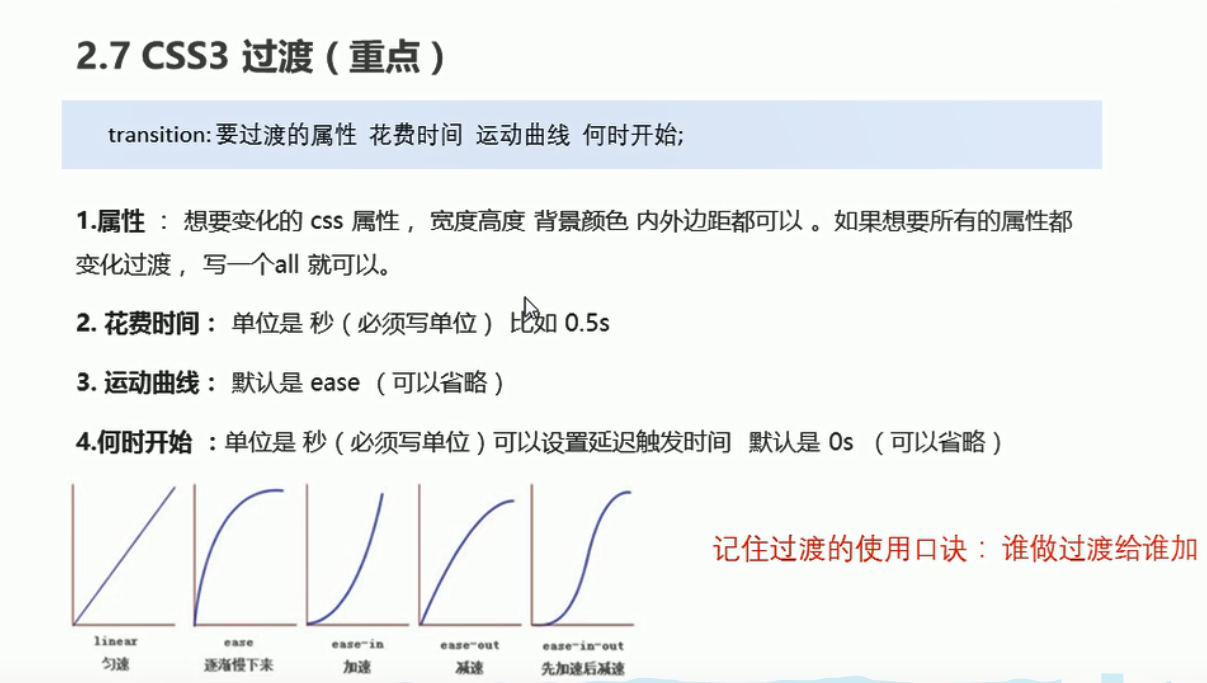 2.7 CSS3 过渡（重点）
transition: 要过渡的属性 花费时间 运动曲线 何时开始;
1.属性 ： 想要变化的 css 属性， 宽度高度 背景颜色 内外边距都可以 。如果想要所有的属性都
变化过渡， 写一个all 就可以。
2. 花费时间： 单位是 秒（必须写单位） 比如 0.5s
3. 运动曲线： 默认是 ease （可以省略）
4.何时开始 ：单位是 秒（必须写单位）可以设置延迟触发时间 默认是 0s （可以省略）
记住过渡的使用口诀： 谁做过渡给谁加
linear ease ease-in ease-out ease-in-out
匀速 逐渐慢下来 加速 减速 先加速后减速